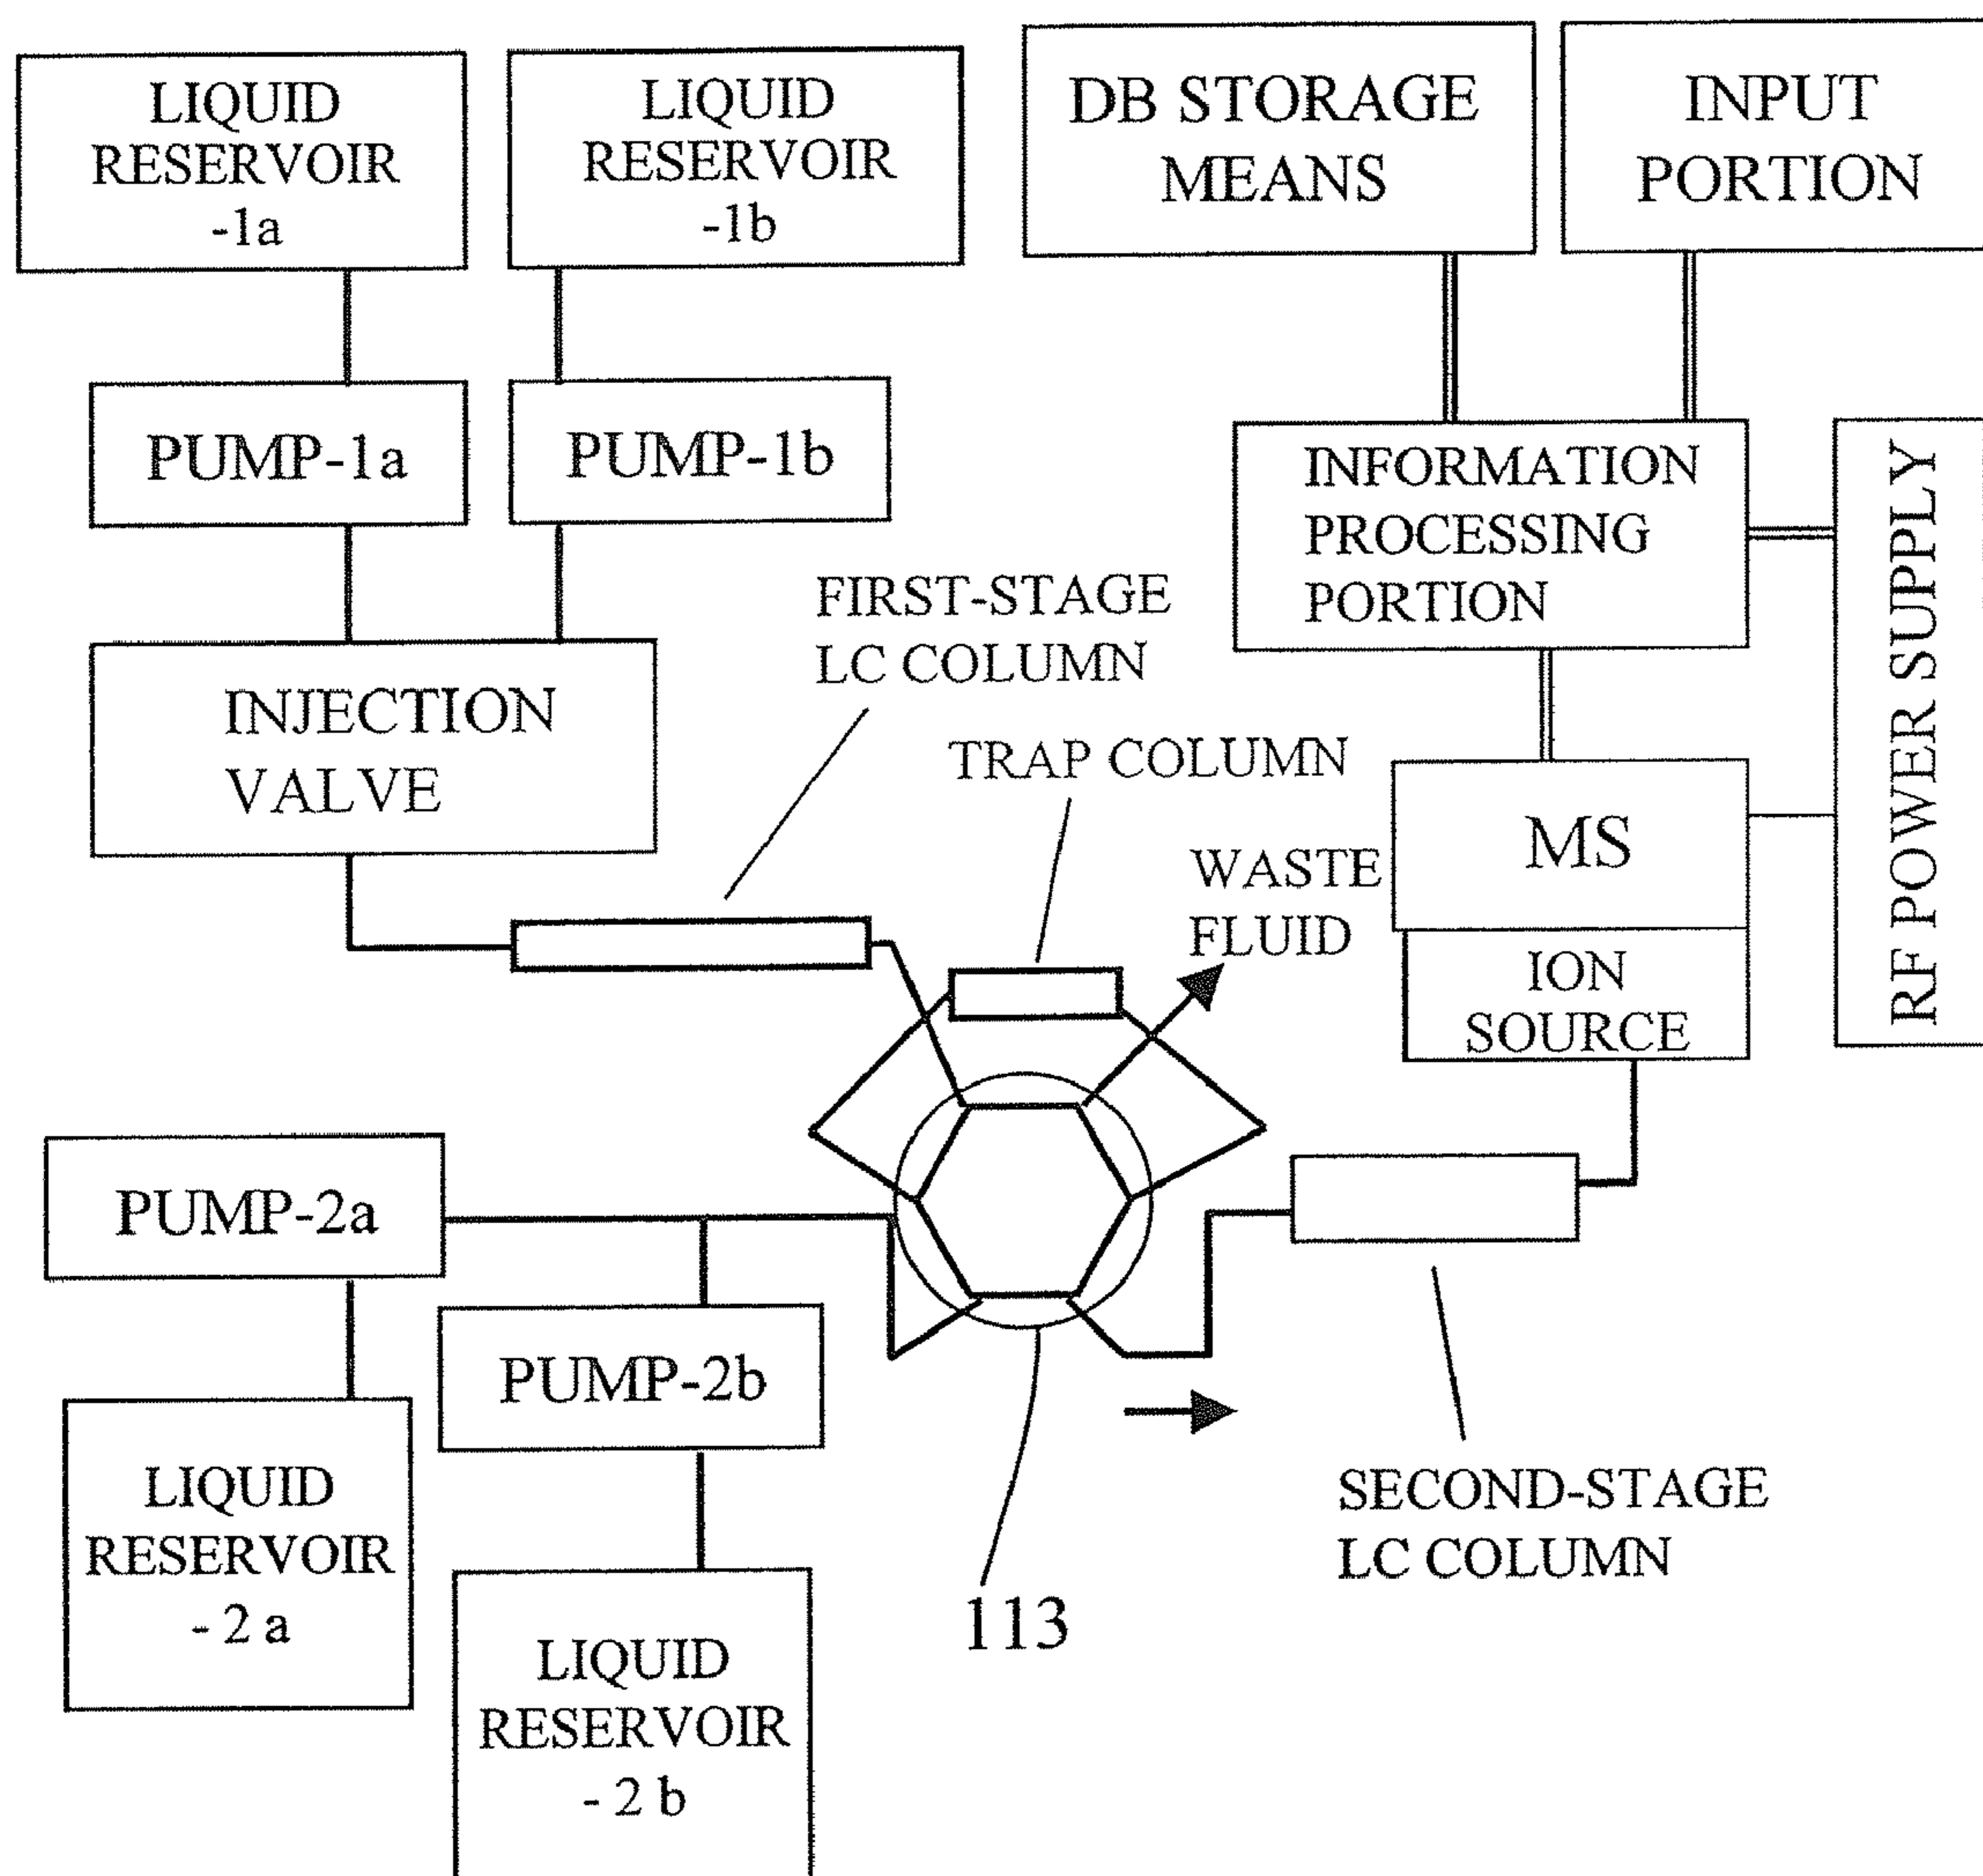 LIQUID
RESERVOIR
-1a
LIQUID
RESERVOIR
-1b
DB STORAGE
MEANS
INPUT
PORTION
PUMP-1a
PUMP-1b
INFORMATION
PROCESSING
PORTION
RF POWER SUPPLY
FIRST-STAGE
LC COLUMN
INJECTION
VALVE
TRAP COLUMN
MS
WASTE
FLUID
ION
SOURCE
PUMP-2a
PUMP-2b
LIQUID
RESERVOIR
- 2 a
SECOND-STAGE
LC COLUMN
113
LIQUID
RESERVOIR
- 2 b